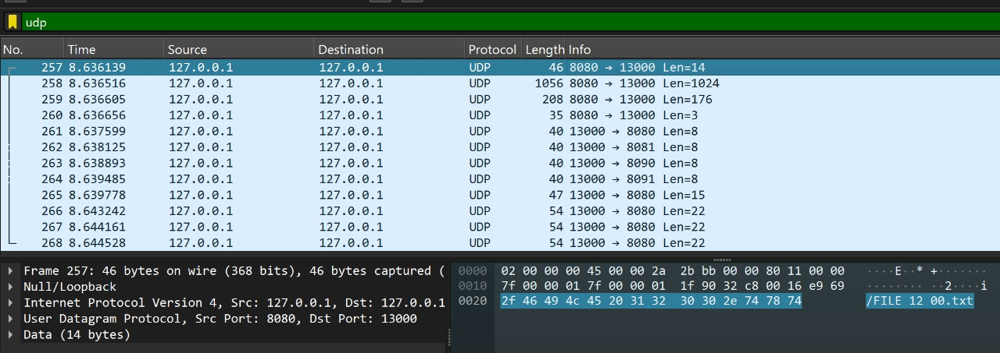 udp
No. Time Source Destination Protocol Length Info
257 8.636139 127.0.0.1 127.0.0.1 UDP 46 8080 → 13000 Len=14
258 8.636516 127.0.0.1 127.0.0.1 UDP 1056 8080 → 13000 Len=1024
259 8.636605 127.0.0.1 127.0.0.1 UDP 208 8080 → 13000 Len=176
260 8.636656 127.0.0.1 127.0.0.1 UDP 35 8080 → 13000 Len=3
261 8.637599 127.0.0.1 127.0.0.1 UDP 40 13000 → 8080 Len=8
262 8.638125 127.0.0.1 127.0.0.1 UDP 40 13000 → 8081 Len=8
263 8.638893 127.0.0.1 127.0.0.1 UDP 40 13000 → 8090 Len=8
264 8.639485 127.0.0.1 127.0.0.1 UDP 40 13000 → 8091 Len=8
265 8.639778 127.0.0.1 127.0.0.1 UDP 47 13000 → 8080 Len=15
266 8.643242 127.0.0.1 127.0.0.1 UDP 54 13000 → 8080 Len=22
267 8.644161 127.0.0.1 127.0.0.1 UDP 54 13000 → 8080 Len=22
268 8.644528 127.0.0.1 127.0.0.1 UDP 54 13000 → 8080 Len=22
Frame 257: 46 bytes on wire (368 bits), 46 bytes captured (
Null/Loopback
Internet Protocol Version 4, Src: 127.0.0.1, Dst: 127.0.0.1
User Datagram Protocol, Src Port: 8080, Dst Port: 13000
Data (14 bytes)
0000 02 00 00 00 45 00 00 2a 2b bb 00 00 80 11 00 00 ····E··* +·······
0010 7f 00 00 01 7f 00 00 01 1f 90 32 c8 00 16 e9 69 ········ ··2····i
0020 2f 46 49 4c 45 20 31 32 30 30 2e 74 78 74 /FILE 12 00.txt